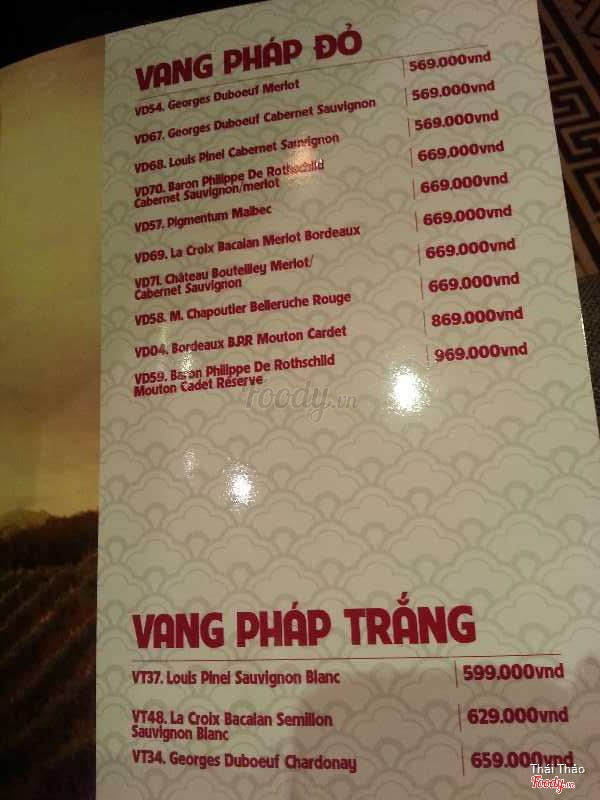 VANG PHÁP ĐỎ
VD54. Georges Duboeuf Merlot 569.000vnd
VD67. Georges Duboeuf Cabernet Sauvignon 569.000vnd
VD68. Louis Pinel Cabernet Sauvignon 569.000vnd
VD70. Baron Philippe De Rothschild 669.000vnd
Cabernet Sauvignon/merlot
VD57. Pigmentum Malbec 669.000vnd
VD69. La Croix Bacalan Merlot Bordeaux 669.000vnd
VD71. Château Bouteilley Merlot/ 669.000vnd
Cabernet Sauvignon
VD58. M. Chapoutier Belleruche Rouge 669.000vnd
VD04. Bordeaux B.P.R Mouton Cardet 869.000vnd
VD59. Baron Philippe De Rothschild 969.000vnd
Mouton Cadet Réserve
foody.vn
VANG PHÁP TRẮNG
VT37. Louis Pinel Sauvignon Blanc 599.000vnd
VT48. La Croix Bacalan Semillon 629.000vnd
Sauvignon Blanc
VT34. Georges Duboeuf Chardonay 659.000vnd
Thái Thảo
Foody.vn